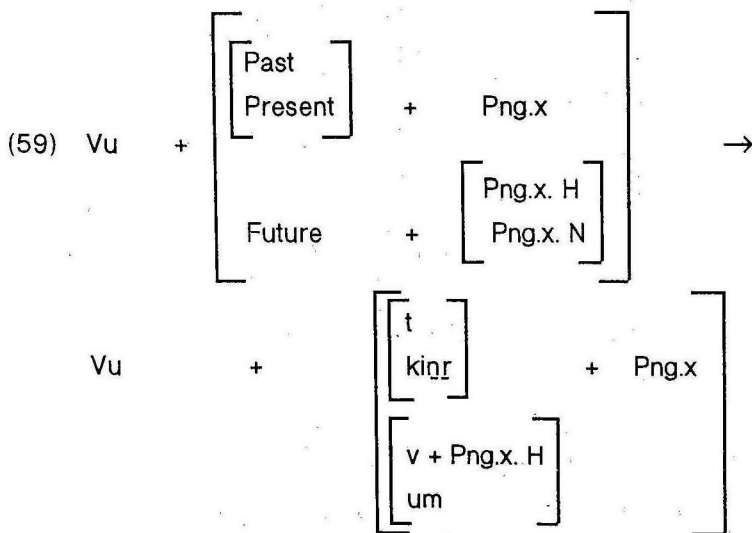 Past
Present + Png.x
(59) Vu + →
Png.x. H
Future + Png.x. N
t
Vu + kiṉṟ + Png.x
v + Png.x. H
um